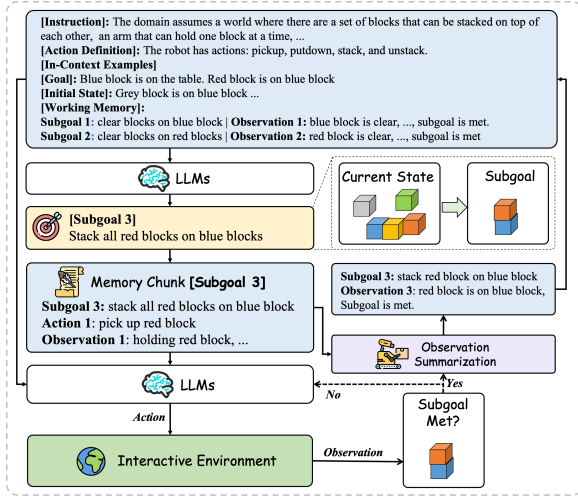 [Instruction]: The domain assumes a world where there are a set of blocks that can be stacked on top of
each other,  an arm that can hold one block at a time, ...
[Action Definition]: The robot has actions: pickup, putdown, stack, and unstack.
[In-Context Examples]
[Goal]: Blue block is on the table. Red block is on blue block
[Initial State]: Grey block is on blue block ...
[Working Memory]:
Subgoal 1: clear blocks on blue block | Observation 1: blue block is clear, ..., subgoal is met.
Subgoal 2: clear blocks on red blocks | Observation 2: red block is clear, ..., subgoal is met
LLMs
Current State
Subgoal
[Subgoal 3]
Stack all red blocks on blue blocks
Memory Chunk [Subgoal 3]
Subgoal 3: stack all red blocks on blue block
Action 1: pick up red block
Observation 1: holding red block, ...
Subgoal 3: stack red block on blue block
Observation 3: red block is on blue block,
Subgoal is met.
Observation
Summarization
LLMs
No
Yes
Action
Subgoal
Met?
Interactive Environment
Observation